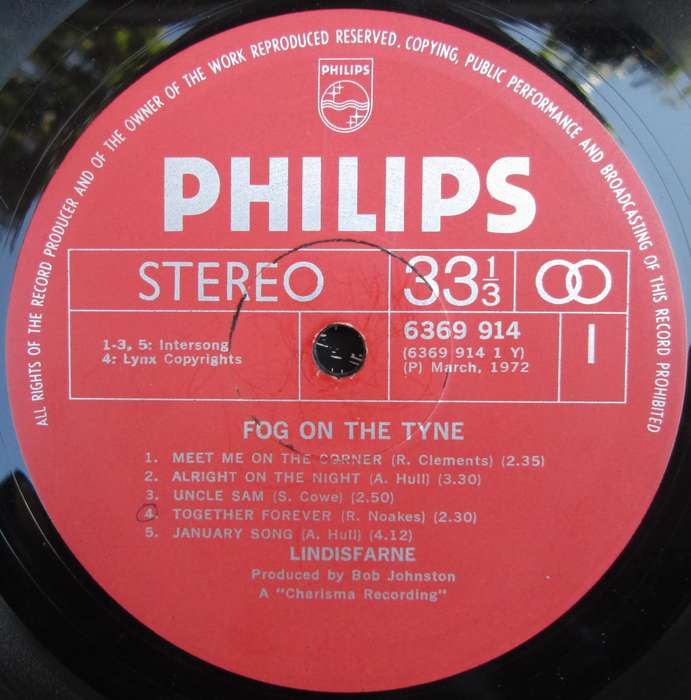 ALL RIGHTS OF THE RECORD PRODUCER AND OF THE OWNER OF THE WORK REPRODUCED RESERVED. COPYING, PUBLIC PERFORMANCE AND BROADCASTING OF THIS RECORD PROHIBITED
PHILIPS
PHILIPS
STEREO
33 1/3
6369 914
1-3, 5: Intersong
4: Lynx Copyrights
(6369 914 1 Y)
(P) March, 1972
1
FOG ON THE TYNE
1. MEET ME ON THE CORNER (R. Clements) (2.35)
2. ALRIGHT ON THE NIGHT (A. Hull) (3.30)
3. UNCLE SAM (S. Cowe) (2.50)
4. TOGETHER FOREVER (R. Noakes) (2.30)
5. JANUARY SONG (A. Hull) (4.12)
LINDISFARNE
Produced by Bob Johnston
A "Charisma Recording"